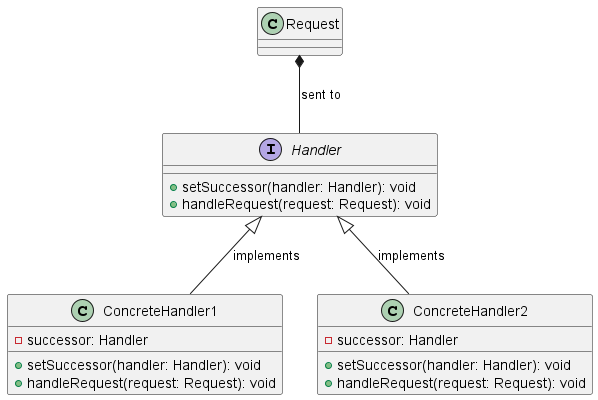 C Request
sent to
I Handler
setSuccessor(handler: Handler): void
handleRequest(request: Request): void
implements
implements
C ConcreteHandler1
successor: Handler
setSuccessor(handler: Handler): void
handleRequest(request: Request): void
C ConcreteHandler2
successor: Handler
setSuccessor(handler: Handler): void
handleRequest(request: Request): void